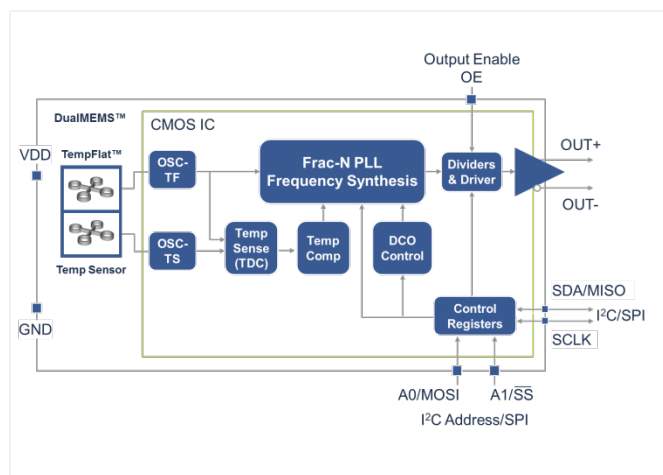 Output Enable
OE
DualMEMS™
CMOS IC
VDD
TempFlat™
OSC-
TF
Frac-N PLL
Frequency Synthesis
Dividers
& Driver
OUT+
OUT-
OSC-
TS
Temp
Sense
(TDC)
Temp
Comp
DCO
Control
Temp Sensor
GND
Control
Registers
SDA/MISO
I²C/SPI
SCLK
A0/MOSI
A1/S̅S̅
I²C Address/SPI